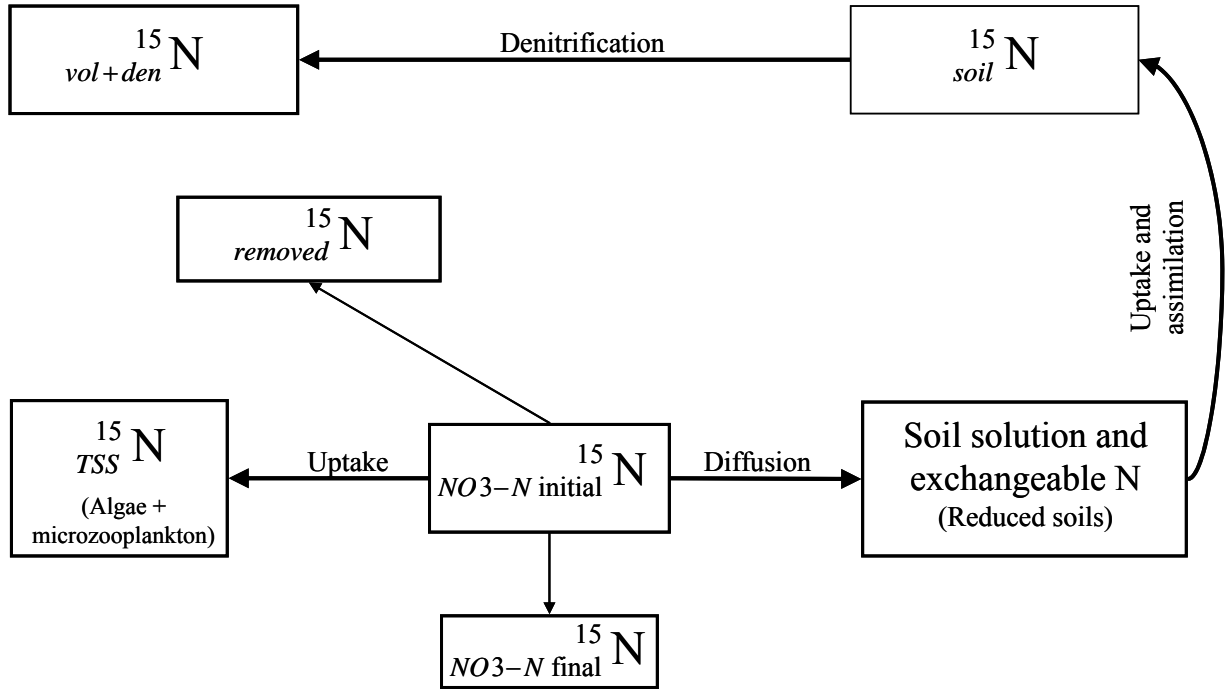 15 N vol+den
Denitrification
15 N soil
15 N removed
Uptake and
assimilation
15 N TSS
(Algae +
microzooplankton)
Uptake
15 N NO3−N initial
Diffusion
Soil solution and
exchangeable N
(Reduced soils)
15 N NO3−N final